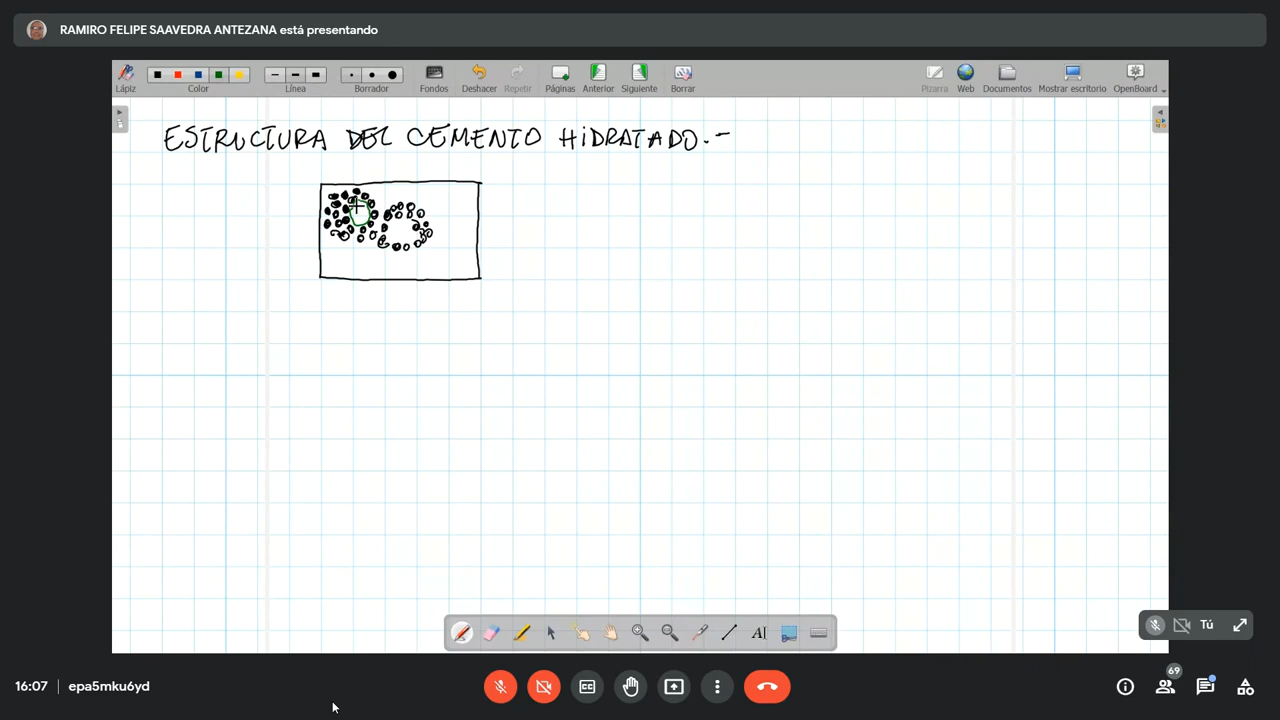 RAMIRO FELIPE SAAVEDRA ANTEZANA está presentando
Lápiz Color Línea Borrador Fondos Deshacer Repetir Páginas Anterior Siguiente Borrar Pizarra Web Documentos Mostrar escritorio OpenBoard
ESTRUCTURA DEL CEMENTO HiDRATADO.-
AI
Tú
16:07 | epa5mku6yd
69